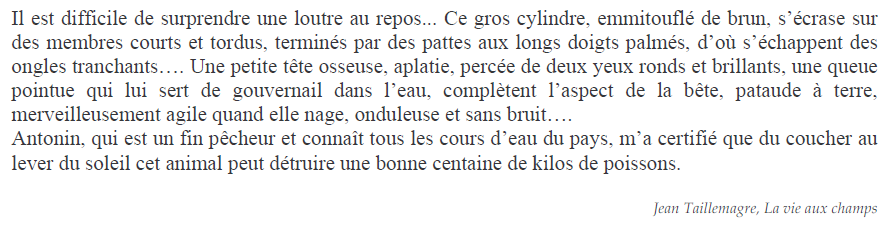 Il est difficile de surprendre une loutre au repos... Ce gros cylindre, emmitouflé de brun, s’écrase sur
des membres courts et tordus, terminés par des pattes aux longs doigts palmés, d’où s’échappent des
ongles tranchants…. Une petite tête osseuse, aplatie, percée de deux yeux ronds et brillants, une queue
pointue qui lui sert de gouvernail dans l’eau, complètent l’aspect de la bête, pataude à terre,
merveilleusement agile quand elle nage, onduleuse et sans bruit….
Antonin, qui est un fin pêcheur et connaît tous les cours d’eau du pays, m’a certifié que du coucher au
lever du soleil cet animal peut détruire une bonne centaine de kilos de poissons.
Jean Taillemagre, La vie aux champs